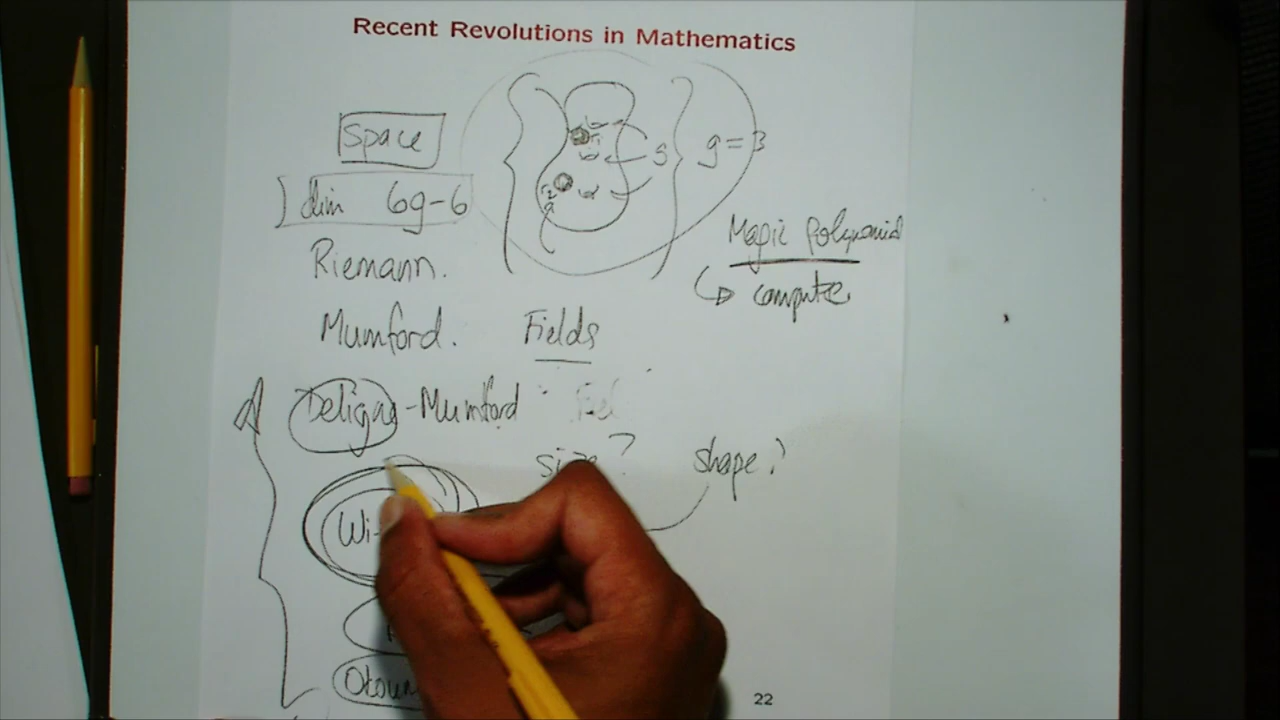 Recent Revolutions in Mathematics
Space
dim 6g-6
g = 3
Riemann.
Magic Polynomial
computer
Mumford. Fields
Deligne-Mumford
size? shape?
22